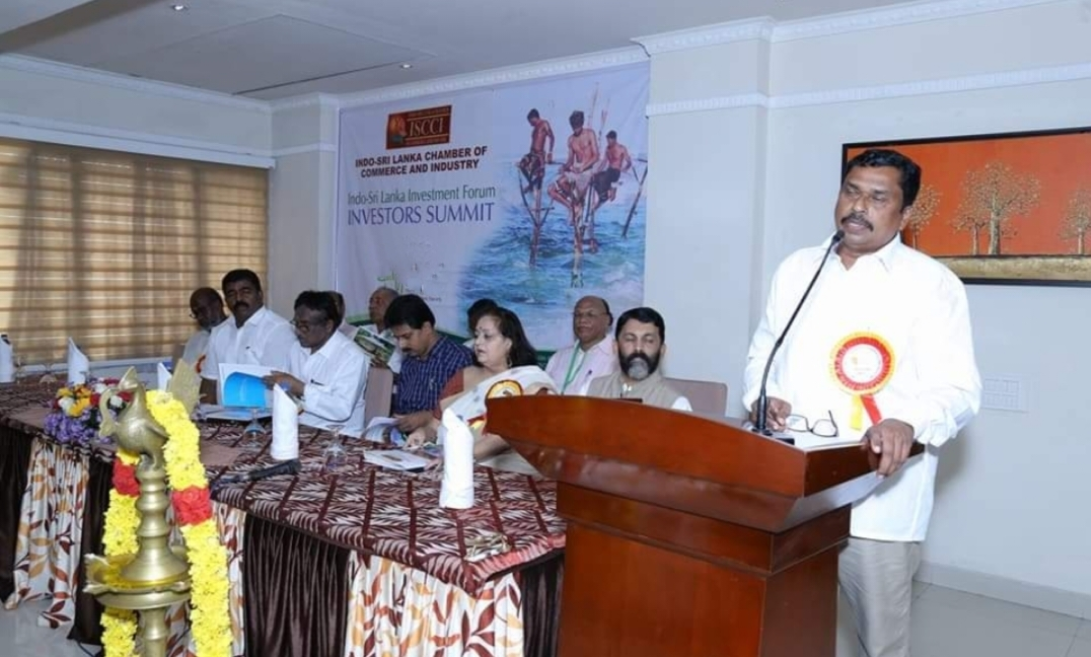 ISCCI
INDO-SRI LANKA CHAMBER OF
COMMERCE AND INDUSTRY
Indo-Sri Lanka Investment Forum
INVESTORS SUMMIT